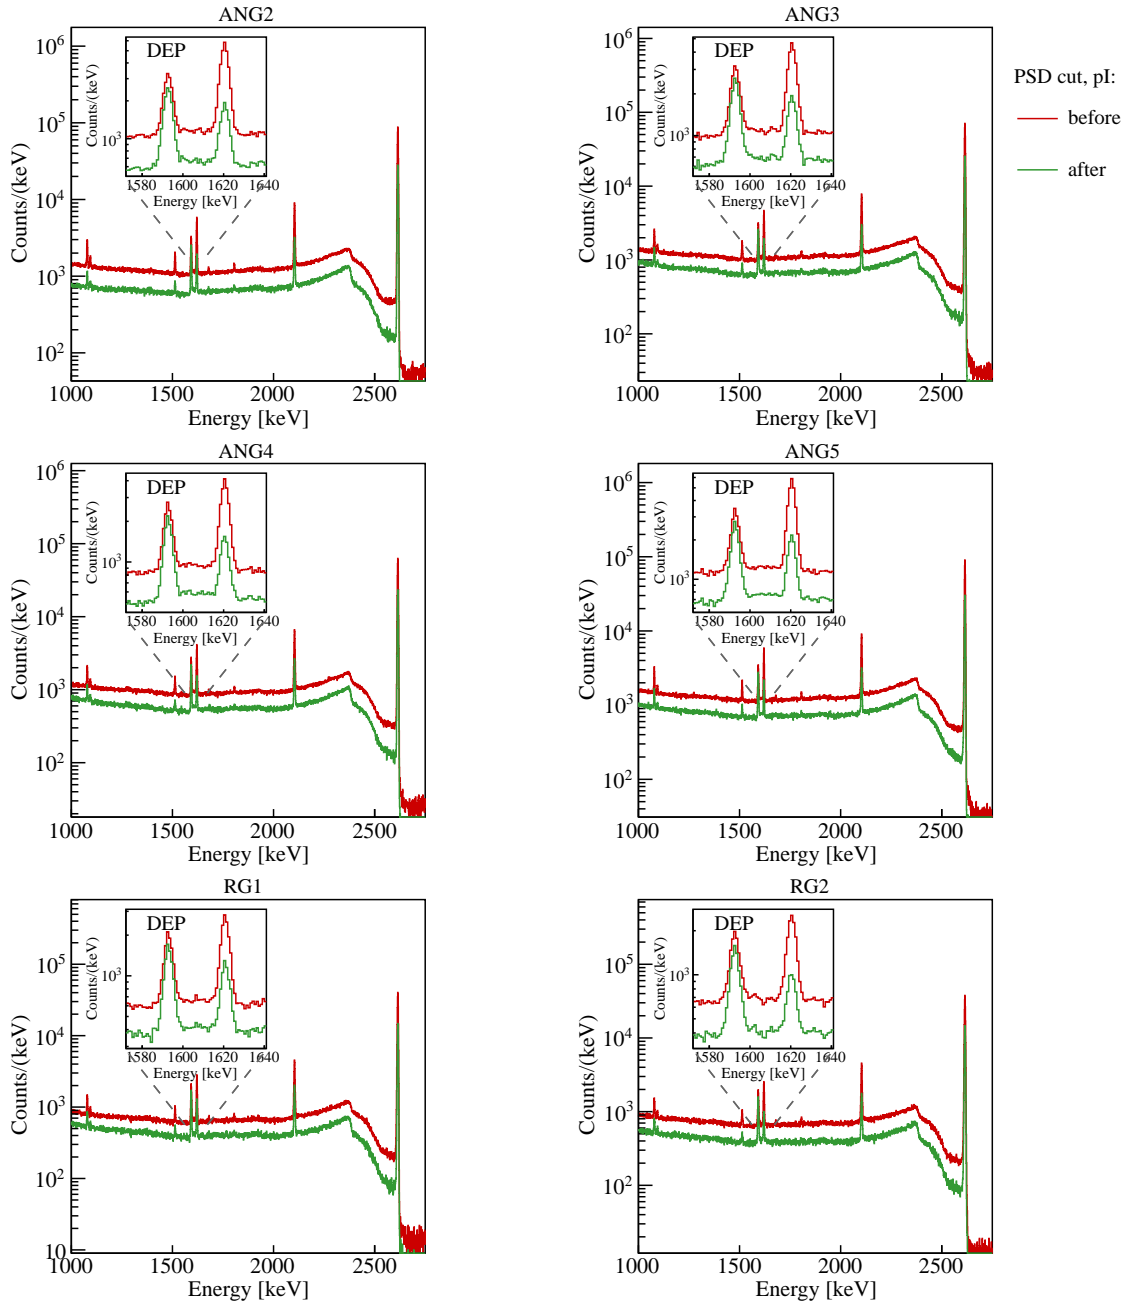 ANG2
10^6
10^5
10^4
10^3
10^2
Counts/(keV)
1000 1500 2000 2500
Energy [keV]
DEP
Counts/(keV)
10^3
1580 1600 1620 1640
Energy [keV]
ANG3
10^6
10^5
10^4
10^3
10^2
Counts/(keV)
1000 1500 2000 2500
Energy [keV]
DEP
Counts/(keV)
10^3
1580 1600 1620 1640
Energy [keV]
PSD cut, pI:
before
after
ANG4
10^6
10^5
10^4
10^3
10^2
Counts/(keV)
1000 1500 2000 2500
Energy [keV]
DEP
Counts/(keV)
10^3
1580 1600 1620 1640
Energy [keV]
ANG5
10^6
10^5
10^4
10^3
10^2
Counts/(keV)
1000 1500 2000 2500
Energy [keV]
DEP
Counts/(keV)
10^3
1580 1600 1620 1640
Energy [keV]
RG1
10^5
10^4
10^3
10^2
10
Counts/(keV)
1000 1500 2000 2500
Energy [keV]
DEP
Counts/(keV)
10^3
1580 1600 1620 1640
Energy [keV]
RG2
10^5
10^4
10^3
10^2
Counts/(keV)
1000 1500 2000 2500
Energy [keV]
DEP
Counts/(keV)
10^3
1580 1600 1620 1640
Energy [keV]